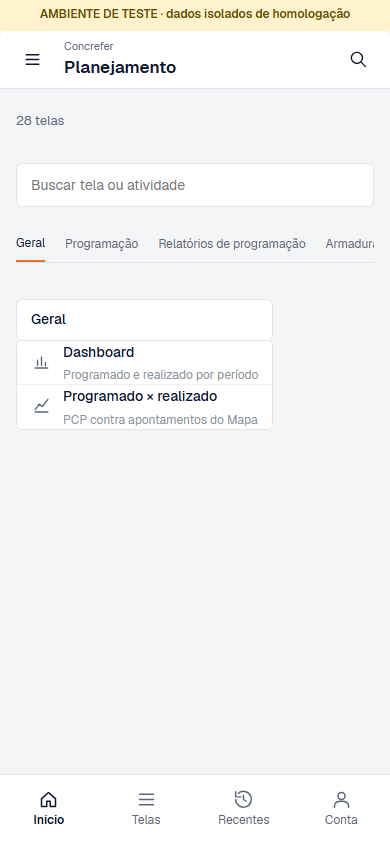 AMBIENTE DE TESTE · dados isolados de homologação
Concrefer
Planejamento
28 telas
Buscar tela ou atividade
Geral Programação Relatórios de programação Armadura
Geral
Dashboard
Programado e realizado por período
Programado × realizado
PCP contra apontamentos do Mapa
Início Telas Recentes Conta